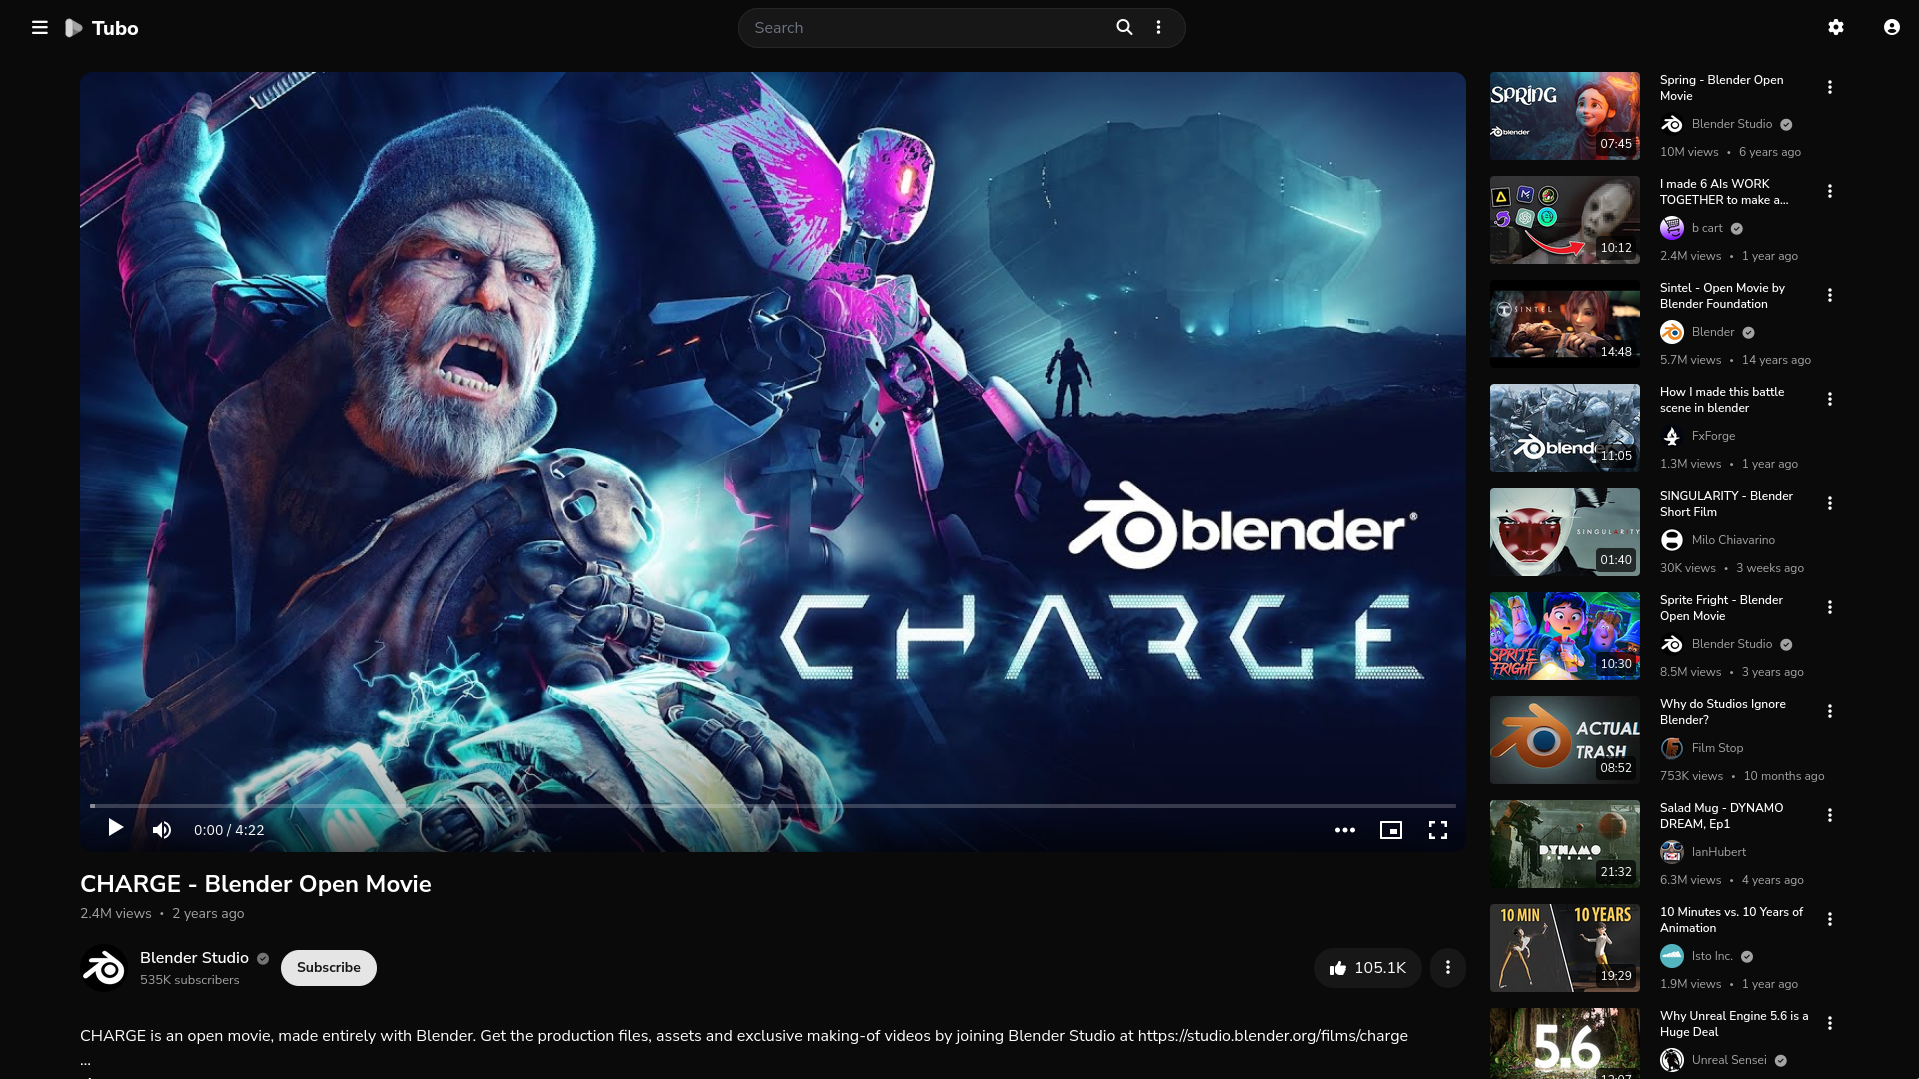 Tubo
Search
blender®
CHARGE
0:00 / 4:22
CHARGE - Blender Open Movie
2.4M views • 2 years ago
Blender Studio
535K subscribers
Subscribe
105.1K
CHARGE is an open movie, made entirely with Blender. Get the production files, assets and exclusive making-of videos by joining Blender Studio at https://studio.blender.org/films/charge
...
SPRING
blender
07:45
Spring - Blender Open
Movie
Blender Studio
10M views • 6 years ago
10:12
I made 6 AIs WORK
TOGETHER to make a...
b cart
2.4M views • 1 year ago
SINTEL
14:48
Sintel - Open Movie by
Blender Foundation
Blender
5.7M views • 14 years ago
blender
11:05
How I made this battle
scene in blender
FxForge
1.3M views • 1 year ago
SINGULARITY
01:40
SINGULARITY - Blender
Short Film
Milo Chiavarino
30K views • 3 weeks ago
SPRITE
FRIGHT
10:30
Sprite Fright - Blender
Open Movie
Blender Studio
8.5M views • 3 years ago
ACTUAL
TRASH
08:52
Why do Studios Ignore
Blender?
Film Stop
753K views • 10 months ago
DYNAMO
DREAM
21:32
Salad Mug - DYNAMO
DREAM, Ep1
IanHubert
6.3M views • 4 years ago
10 MIN 10 YEARS
19:29
10 Minutes vs. 10 Years of
Animation
Isto Inc.
1.9M views • 1 year ago
5.6
Why Unreal Engine 5.6 is a
Huge Deal
Unreal Sensei